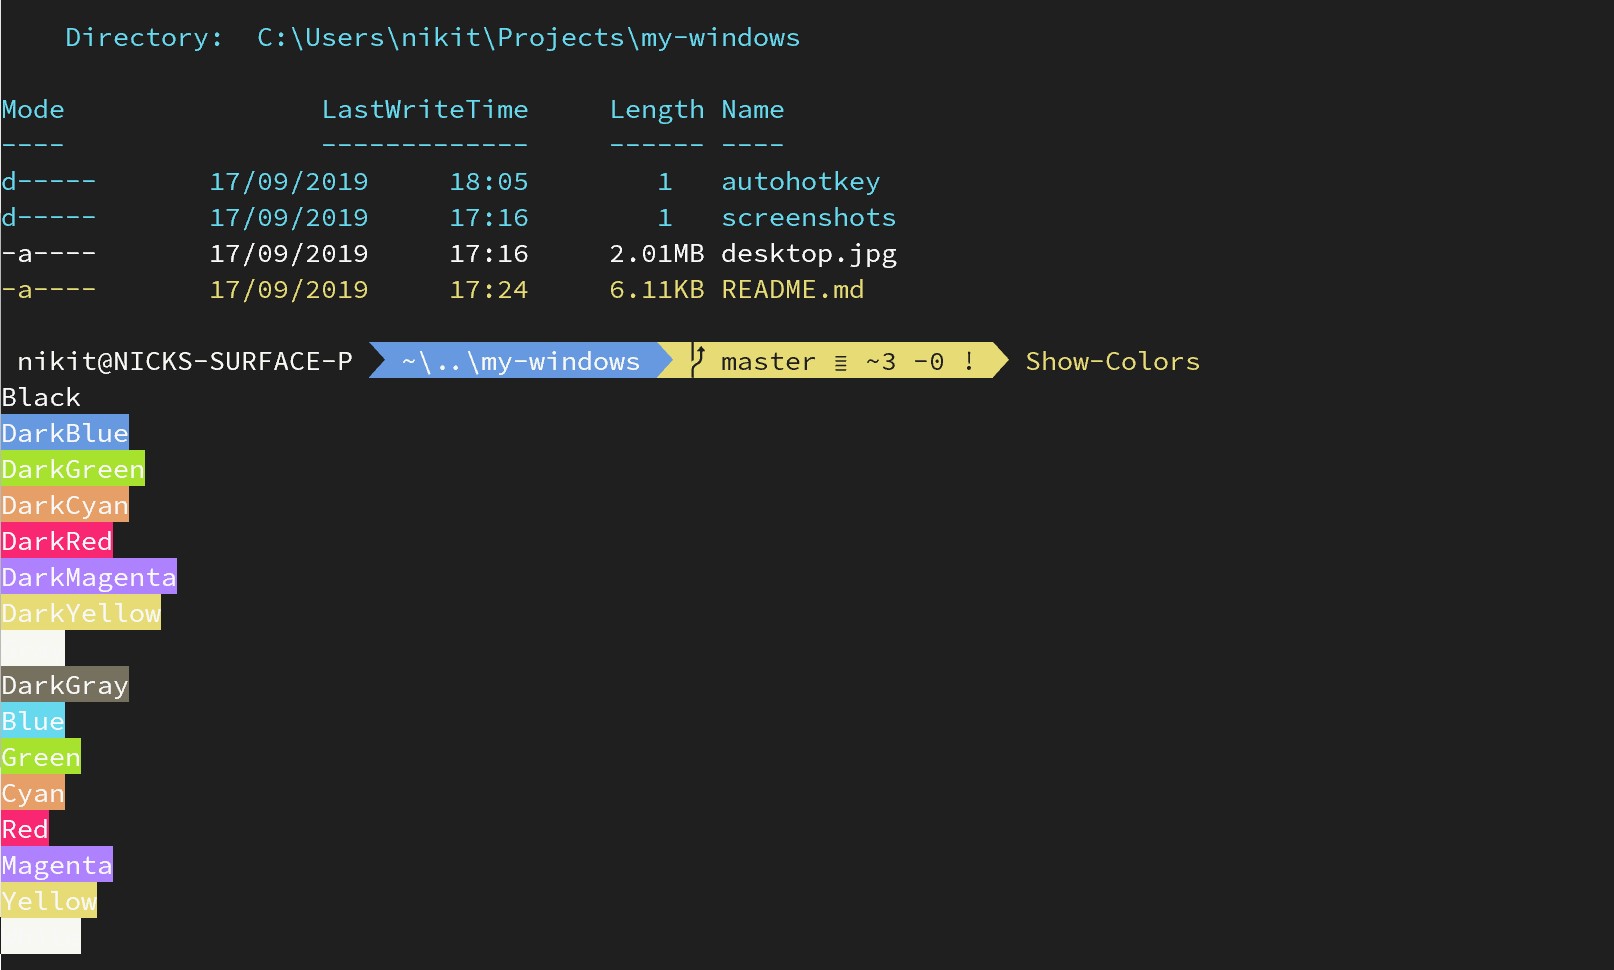 Directory:  C:\Users\nikit\Projects\my-windows
Mode                LastWriteTime     Length Name
----                -------------     ------ ----
d-----       17/09/2019     18:05        1   autohotkey
d-----       17/09/2019     17:16        1   screenshots
-a----       17/09/2019     17:16     2.01MB desktop.jpg
-a----       17/09/2019     17:24     6.11KB README.md
nikit@NICKS-SURFACE-P ~\..\my-windows master ≣ ~3 -0 ! Show-Colors
Black
DarkBlue
DarkGreen
DarkCyan
DarkRed
DarkMagenta
DarkYellow
DarkGray
Blue
Green
Cyan
Red
Magenta
Yellow